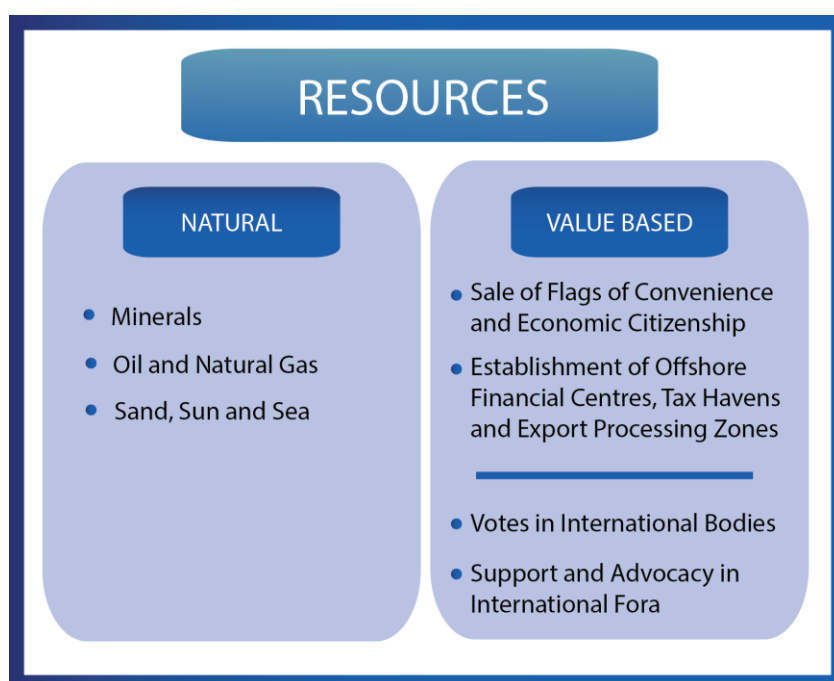 RESOURCES
NATURAL
• Minerals
• Oil and Natural Gas
• Sand, Sun and Sea
VALUE BASED
• Sale of Flags of Convenience
and Economic Citizenship
• Establishment of Offshore
Financial Centres, Tax Havens
and Export Processing Zones
• Votes in International Bodies
• Support and Advocacy in
International Fora